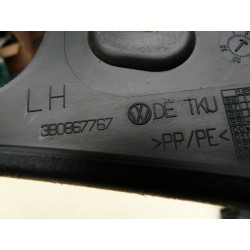 LH
DE TKU
3B0867767
>PP/PE<